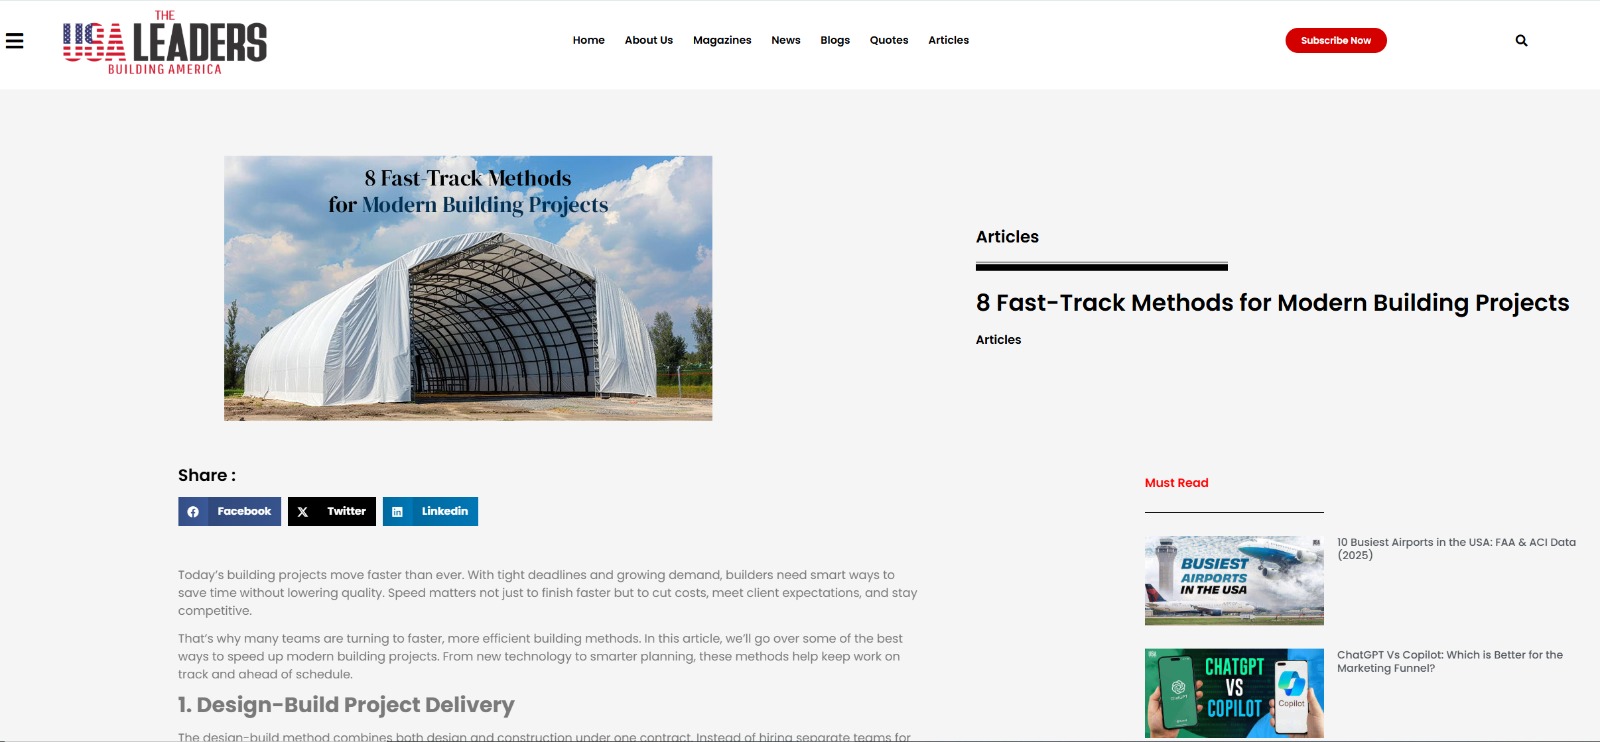 THE
USA LEADERS
BUILDING AMERICA
Home About Us Magazines News Blogs Quotes Articles
Subscribe Now
8 Fast-Track Methods
for Modern Building Projects
Articles
8 Fast-Track Methods for Modern Building Projects
Articles
Share :
Facebook Twitter Linkedin
Today's building projects move faster than ever. With tight deadlines and growing demand, builders need smart ways to
save time without lowering quality. Speed matters not just to finish faster but to cut costs, meet client expectations, and stay
competitive.
That's why many teams are turning to faster, more efficient building methods. In this article, we'll go over some of the best
ways to speed up modern building projects. From new technology to smarter planning, these methods help keep work on
track and ahead of schedule.
1. Design-Build Project Delivery
The design-build method combines both design and construction under one contract. Instead of hiring separate teams for
Must Read
BUSIEST
AIRPORTS
IN THE USA
10 Busiest Airports in the USA: FAA & ACI Data
(2025)
CHATGPT
VS
COPILOT
Copilot
ChatGPT Vs Copilot: Which is Better for the
Marketing Funnel?